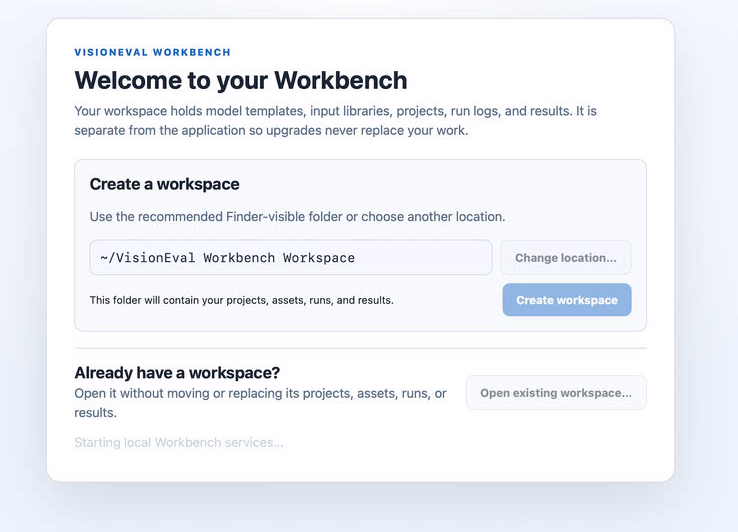 VISIONEVAL WORKBENCH
Welcome to your Workbench
Your workspace holds model templates, input libraries, projects, run logs, and results. It is
separate from the application so upgrades never replace your work.
Create a workspace
Use the recommended Finder-visible folder or choose another location.
~/VisionEval Workbench Workspace
Change location...
This folder will contain your projects, assets, runs, and results.
Create workspace
Already have a workspace?
Open it without moving or replacing its projects, assets, runs, or
results.
Open existing workspace...
Starting local Workbench services...